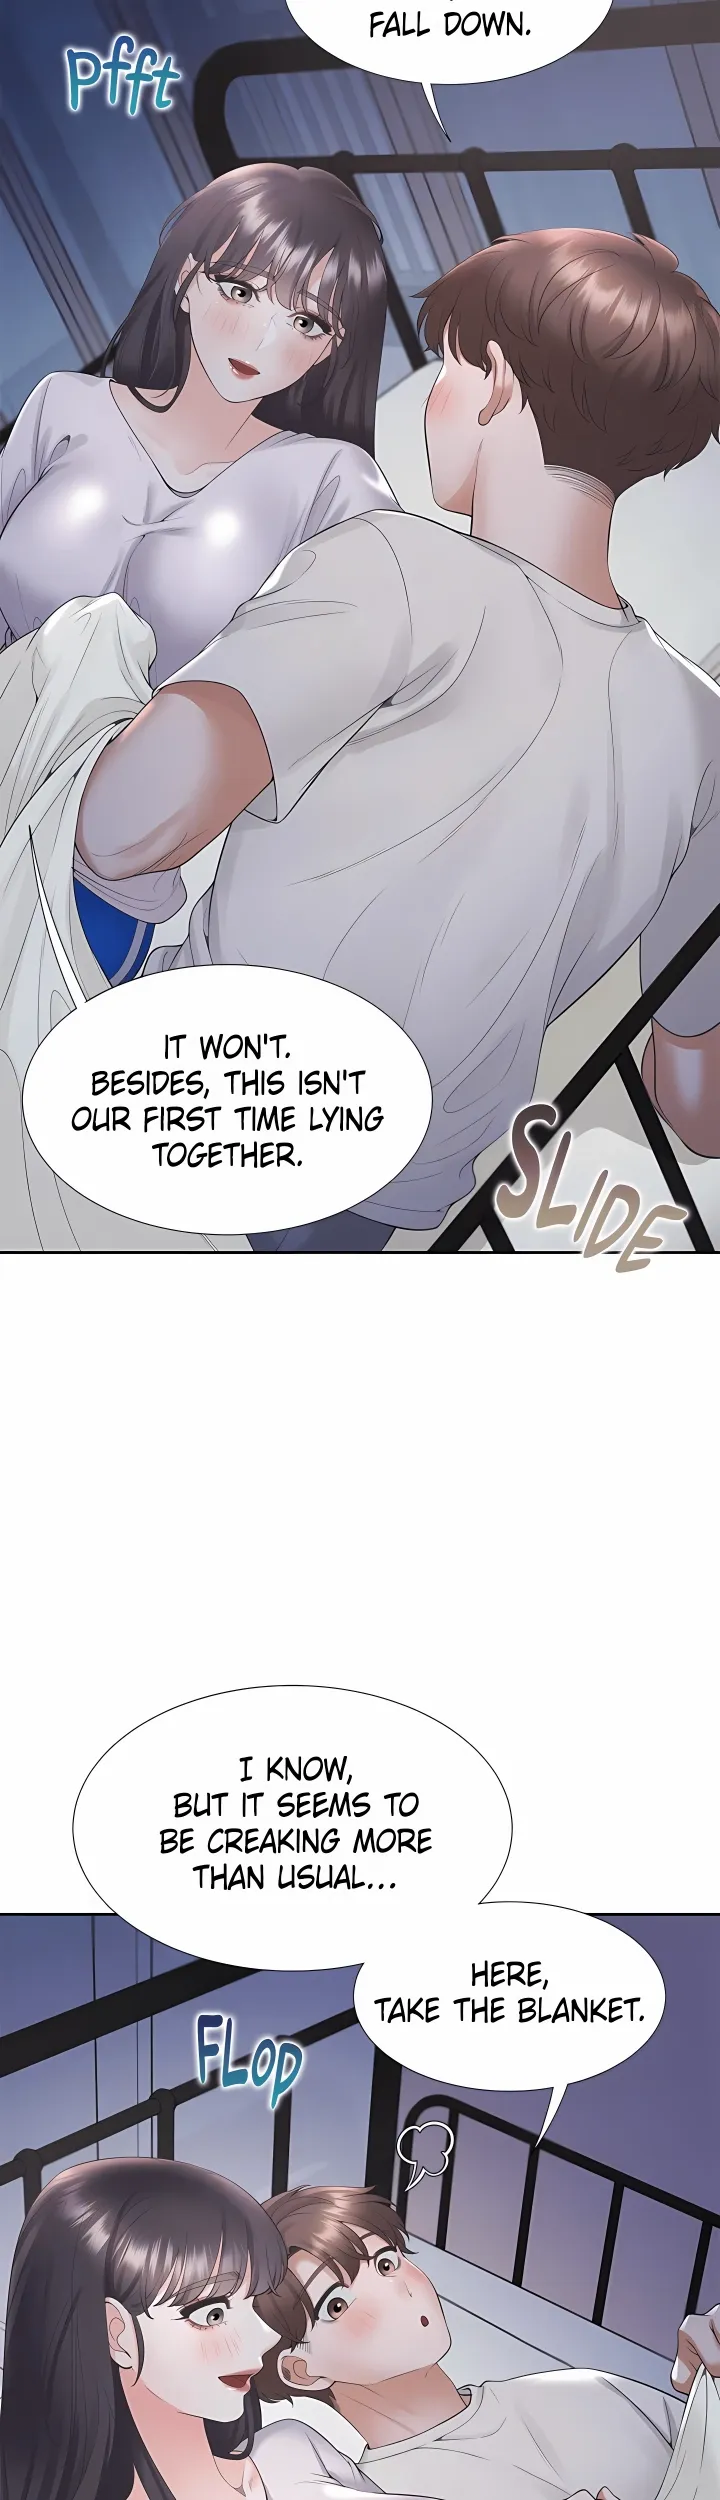 FALL DOWN.
Pfft
IT WON'T.
BESIDES, THIS ISN'T
OUR FIRST TIME LYING
TOGETHER.
SLIDE
I KNOW,
BUT IT SEEMS TO
BE CREAKING MORE
THAN USUAL...
HERE,
TAKE THE BLANKET.
FLOP